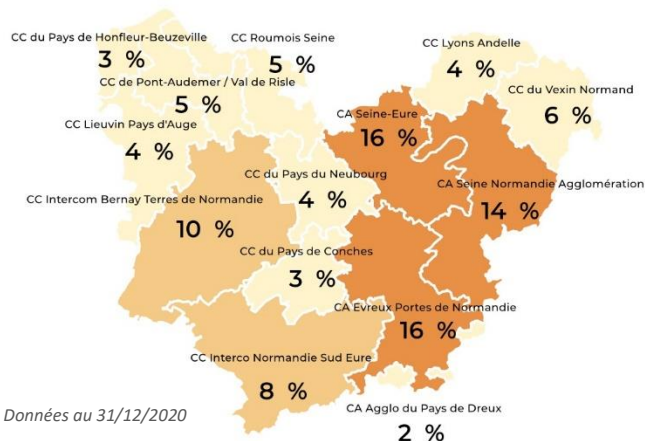 CC du Pays de Honfleur-Beuzeville
3 %
CC Roumois Seine
5 %
CC Lyons Andelle
4 %
CC de Pont-Audemer / Val de Risle
5 %
CC du Vexin Normand
6 %
CC Lieuvin Pays d'Auge
4 %
CA Seine-Eure
16 %
CC du Pays du Neubourg
4 %
CA Seine Normandie Agglomération
14 %
CC Intercom Bernay Terres de Normandie
10 %
CC du Pays de Conches
3 %
CA Evreux Portes de Normandie
16 %
CC Interco Normandie Sud Eure
8 %
Données au 31/12/2020
CA Agglo du Pays de Dreux
2 %